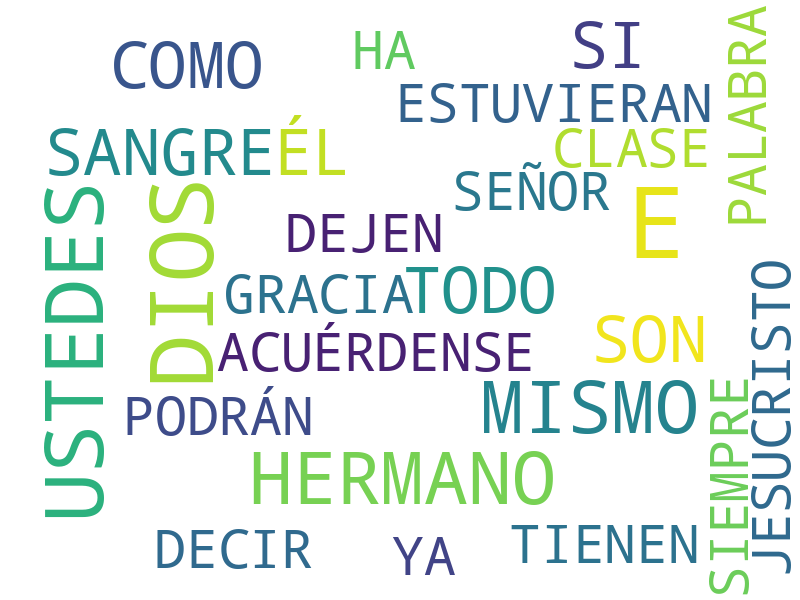 COMO
HA
SI
PALABRA
ESTUVIERAN
SANGRE
ÉL
CLASE
SEÑOR
USTEDES
DIOS
DEJEN
E
GRACIA
TODO
JESUCRISTO
ACUÉRDENSE
SON
PODRÁN
MISMO
SIEMPRE
HERMANO
DECIR
YA
TIENEN